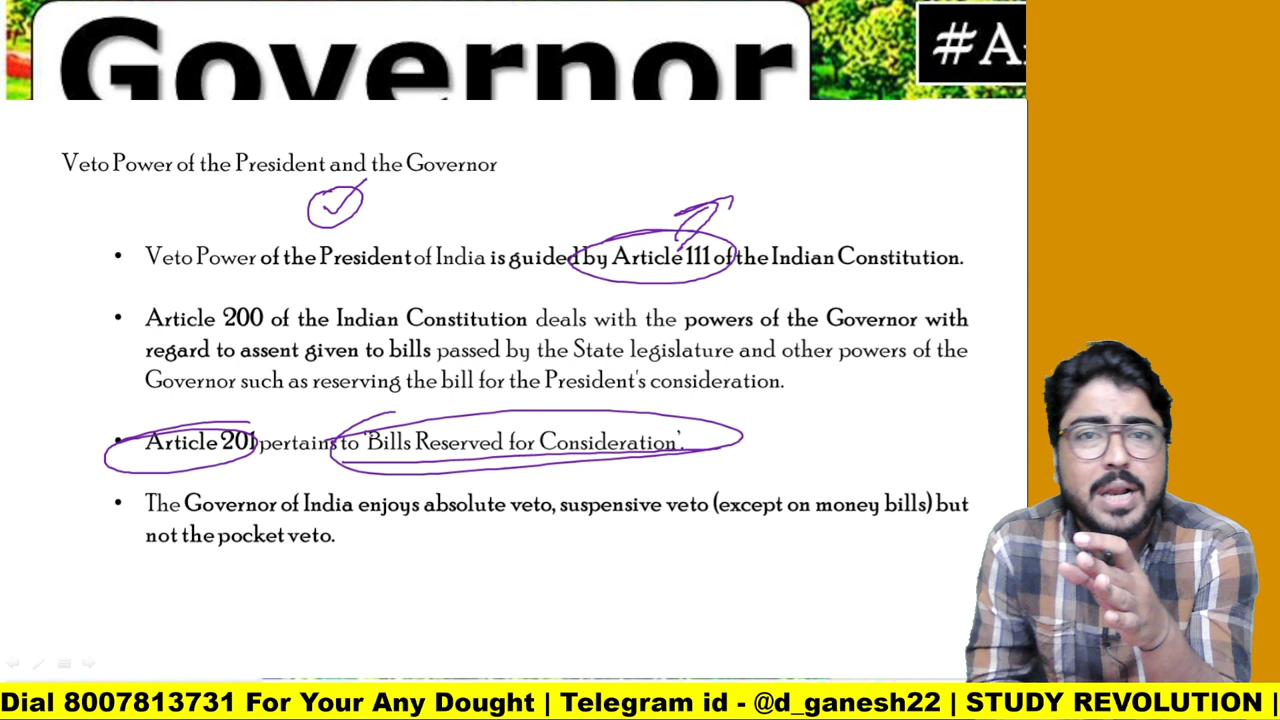 Governor
#A
Veto Power of the President and the Governor
• Veto Power of the President of India is guided by Article 111 of the Indian Constitution.
• Article 200 of the Indian Constitution deals with the powers of the Governor with
regard to assent given to bills passed by the State legislature and other powers of the
Governor such as reserving the bill for the President's consideration.
• Article 201 pertains to 'Bills Reserved for Consideration'.
• The Governor of India enjoys absolute veto, suspensive veto (except on money bills) but
not the pocket veto.
Dial 8007813731 For Your Any Dought | Telegram id - @d_ganesh22 | STUDY REVOLUTION |